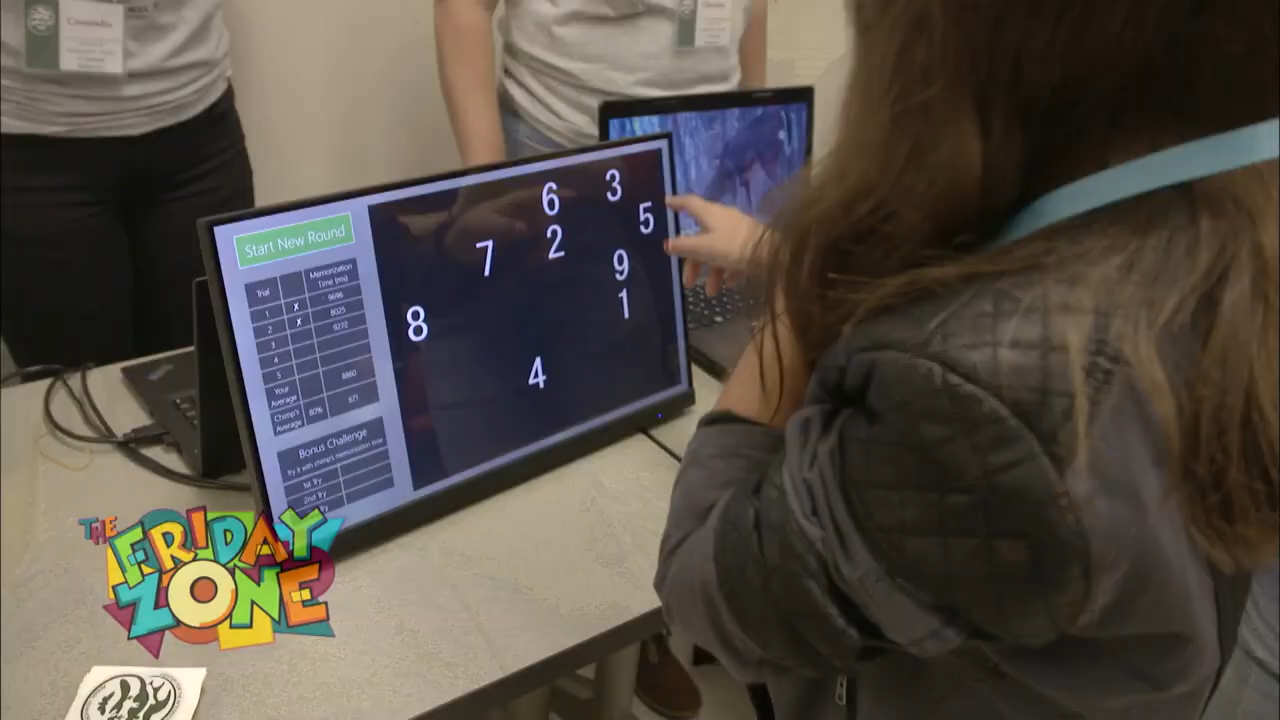 Cassandra
6
3
5
Start New Round
7
2
9
Trial
Memorization
Time (ms)
1 X 9696
2 X 8025
3 9272
4
5
Your
Average 8860
Chimp's
Average 80% 671
8
1
4
Bonus Challenge
Try it with chimp's memorization time
1st Try
2nd Try
Try
THE
FRIDAY
ZONE